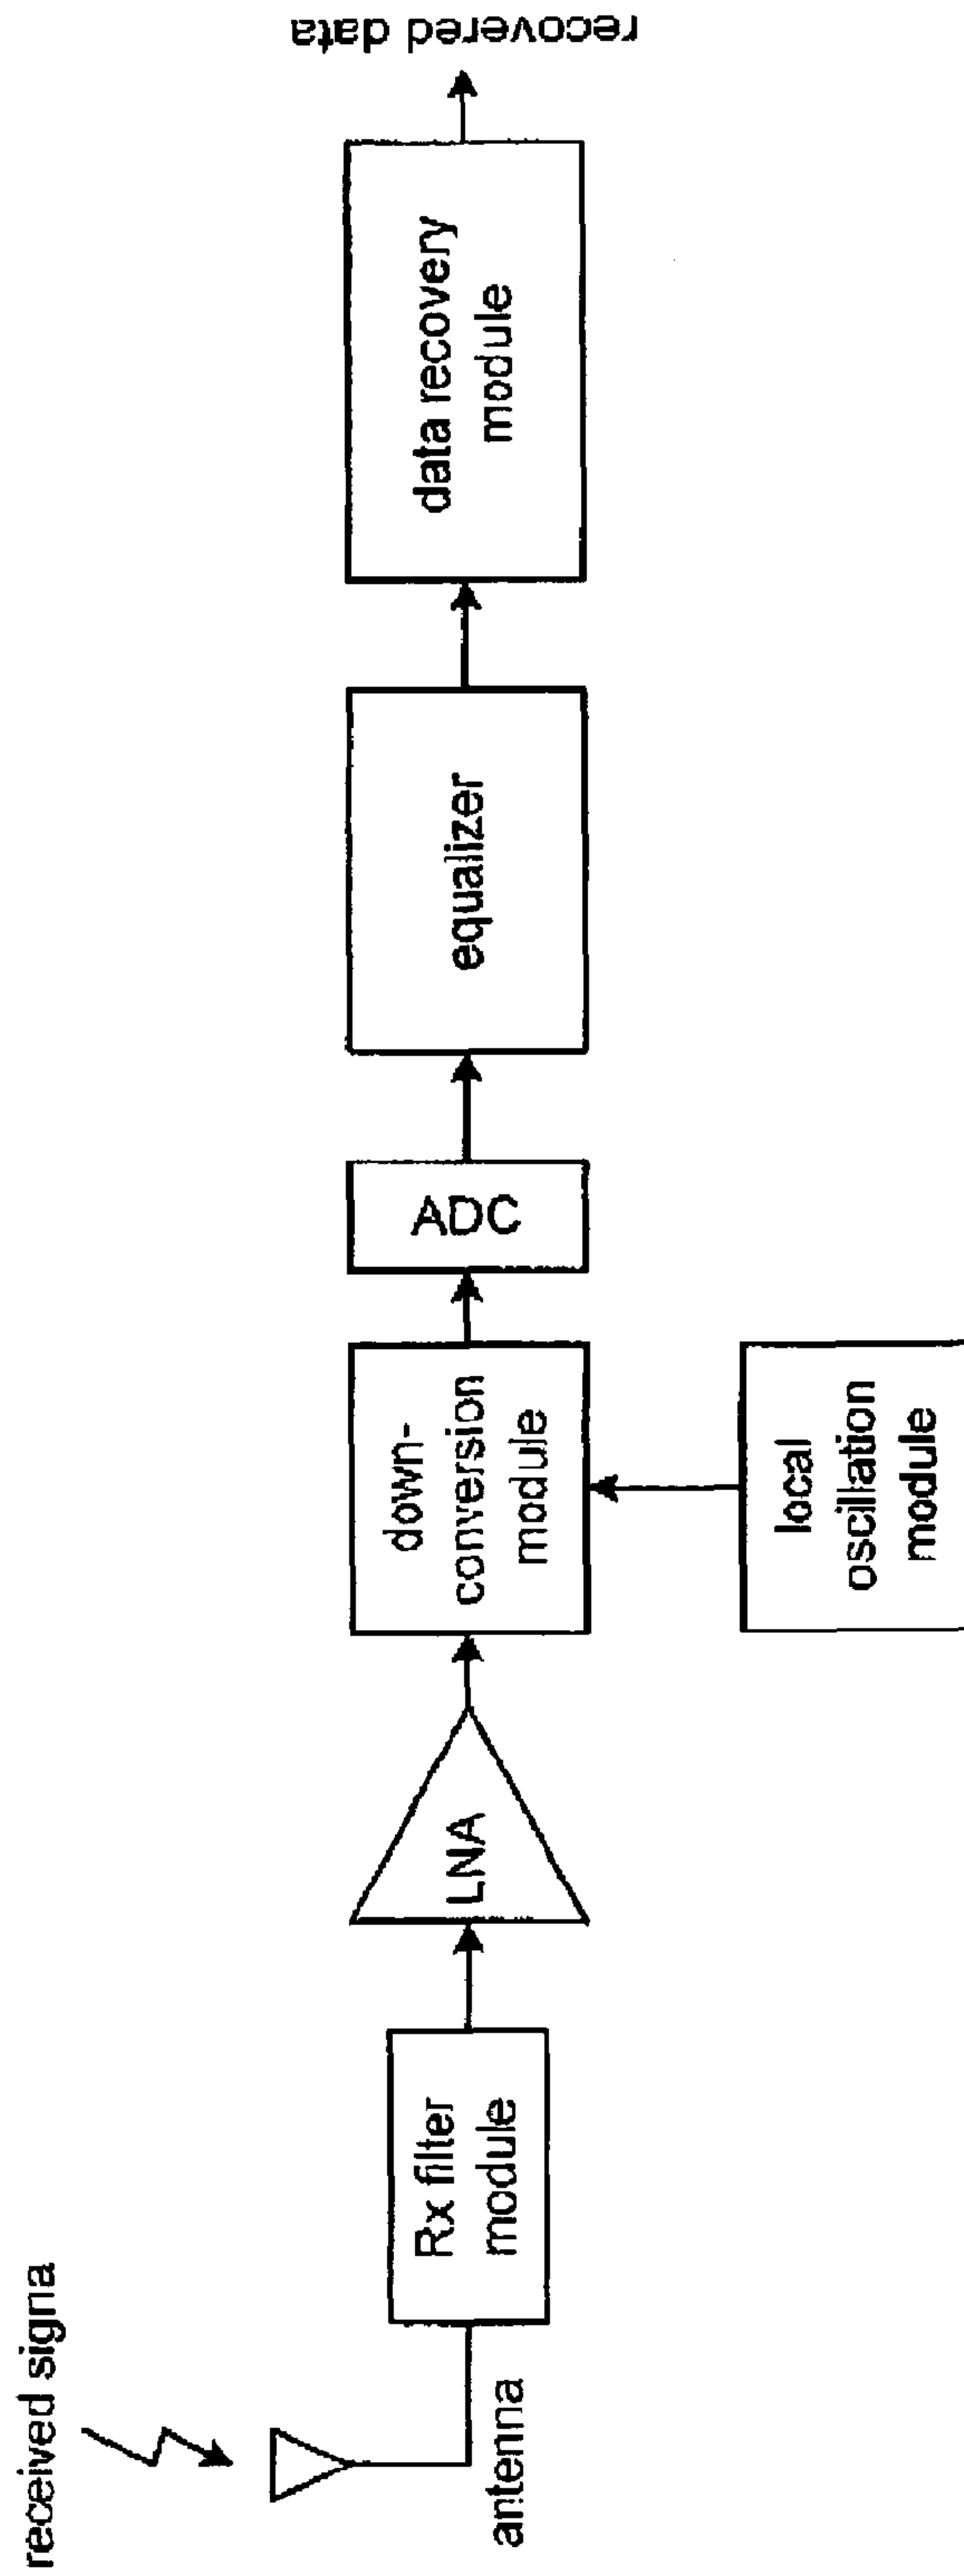 received signa
antenna
Rx filter
module
LNA
down-
conversion
module
local
oscillation
module
ADC
equalizer
data recovery
module
recovered data